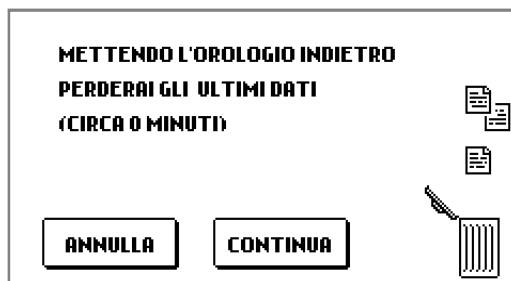 METTENDO L'OROLOGIO INDIETRO
PERDERAI GLI ULTIMI DATI
(CIRCA 0 MINUTI)
ANNULLA CONTINUA